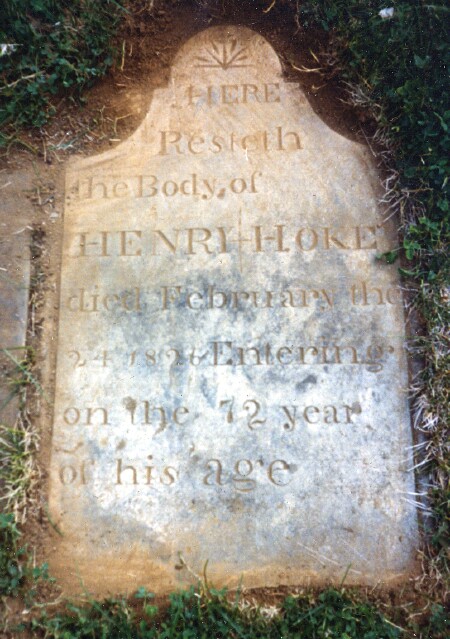 HERE
Resteth
the Body of
HENRY HOKE
died February the
24 1826 Entering
on the 72 year
of his age